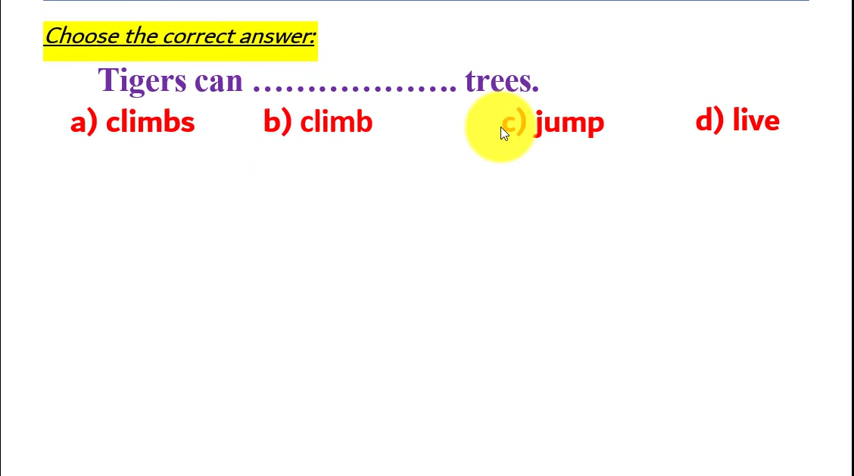 Choose the correct answer:
Tigers can .................... trees.
a) climbs b) climb c) jump d) live